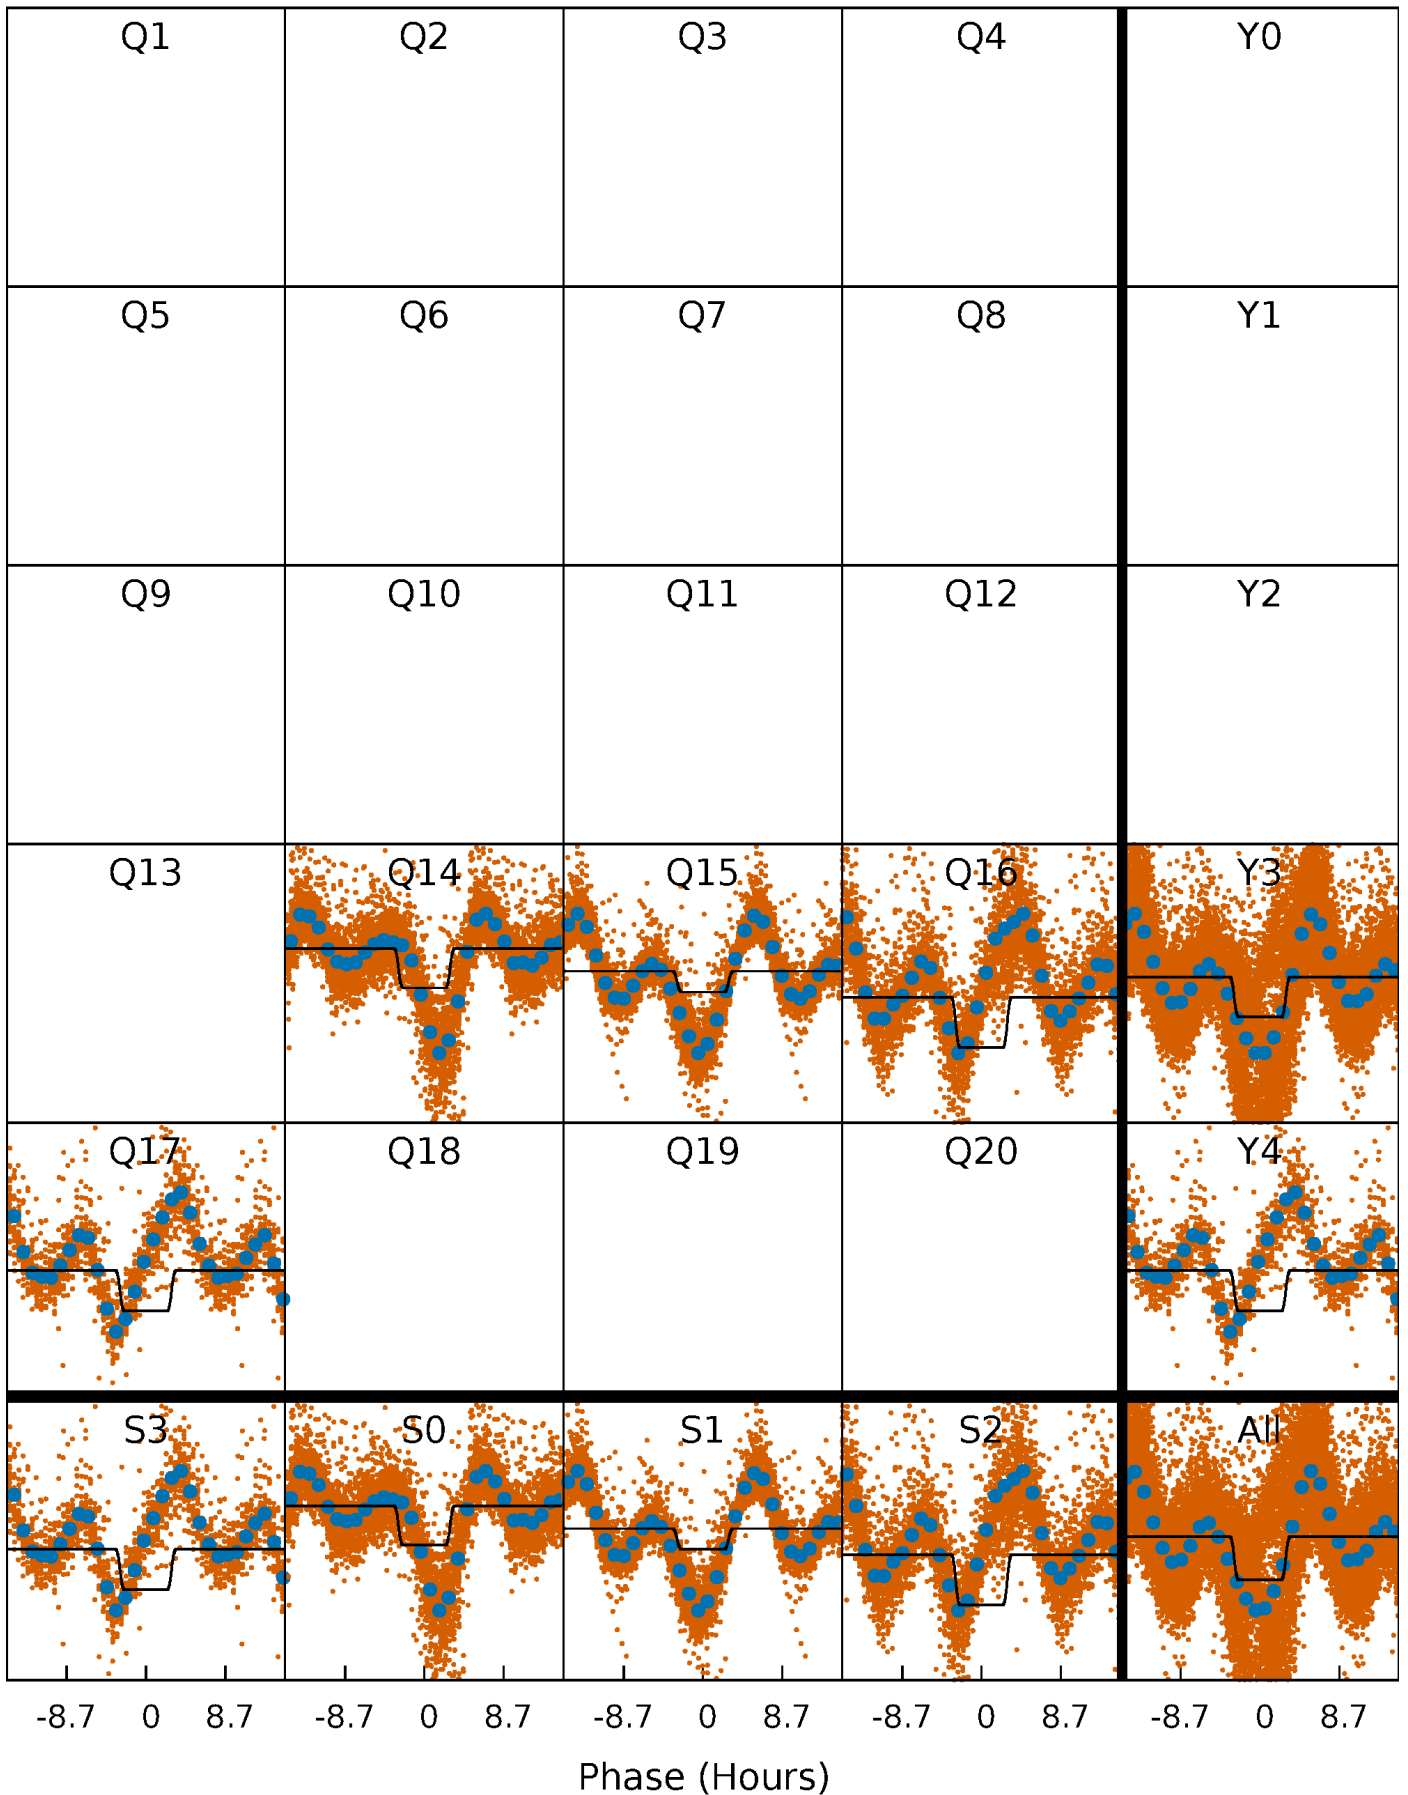 Q1 Q2 Q3 Q4 Y0
Q5 Q6 Q7 Q8 Y1
Q9 Q10 Q11 Q12 Y2
Q13 Q14 Q15 Q16 Y3
Q17 Q18 Q19 Q20 Y4
S3 S0 S1 S2 All
-8.7 0 8.7 -8.7 0 8.7 -8.7 0 8.7 -8.7 0 8.7 -8.7 0 8.7
Phase (Hours)